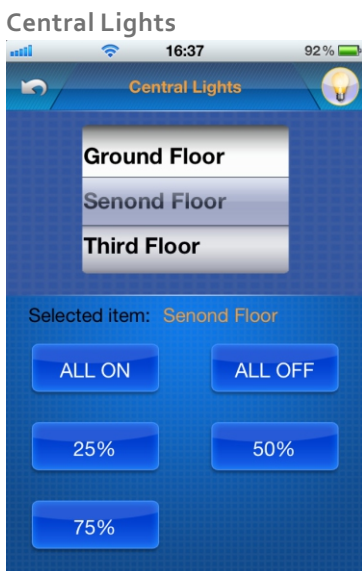 Central Lights
16:37 92%
Central Lights
Ground Floor
Senond Floor
Third Floor
Selected item: Senond Floor
ALL ON ALL OFF
25% 50%
75%